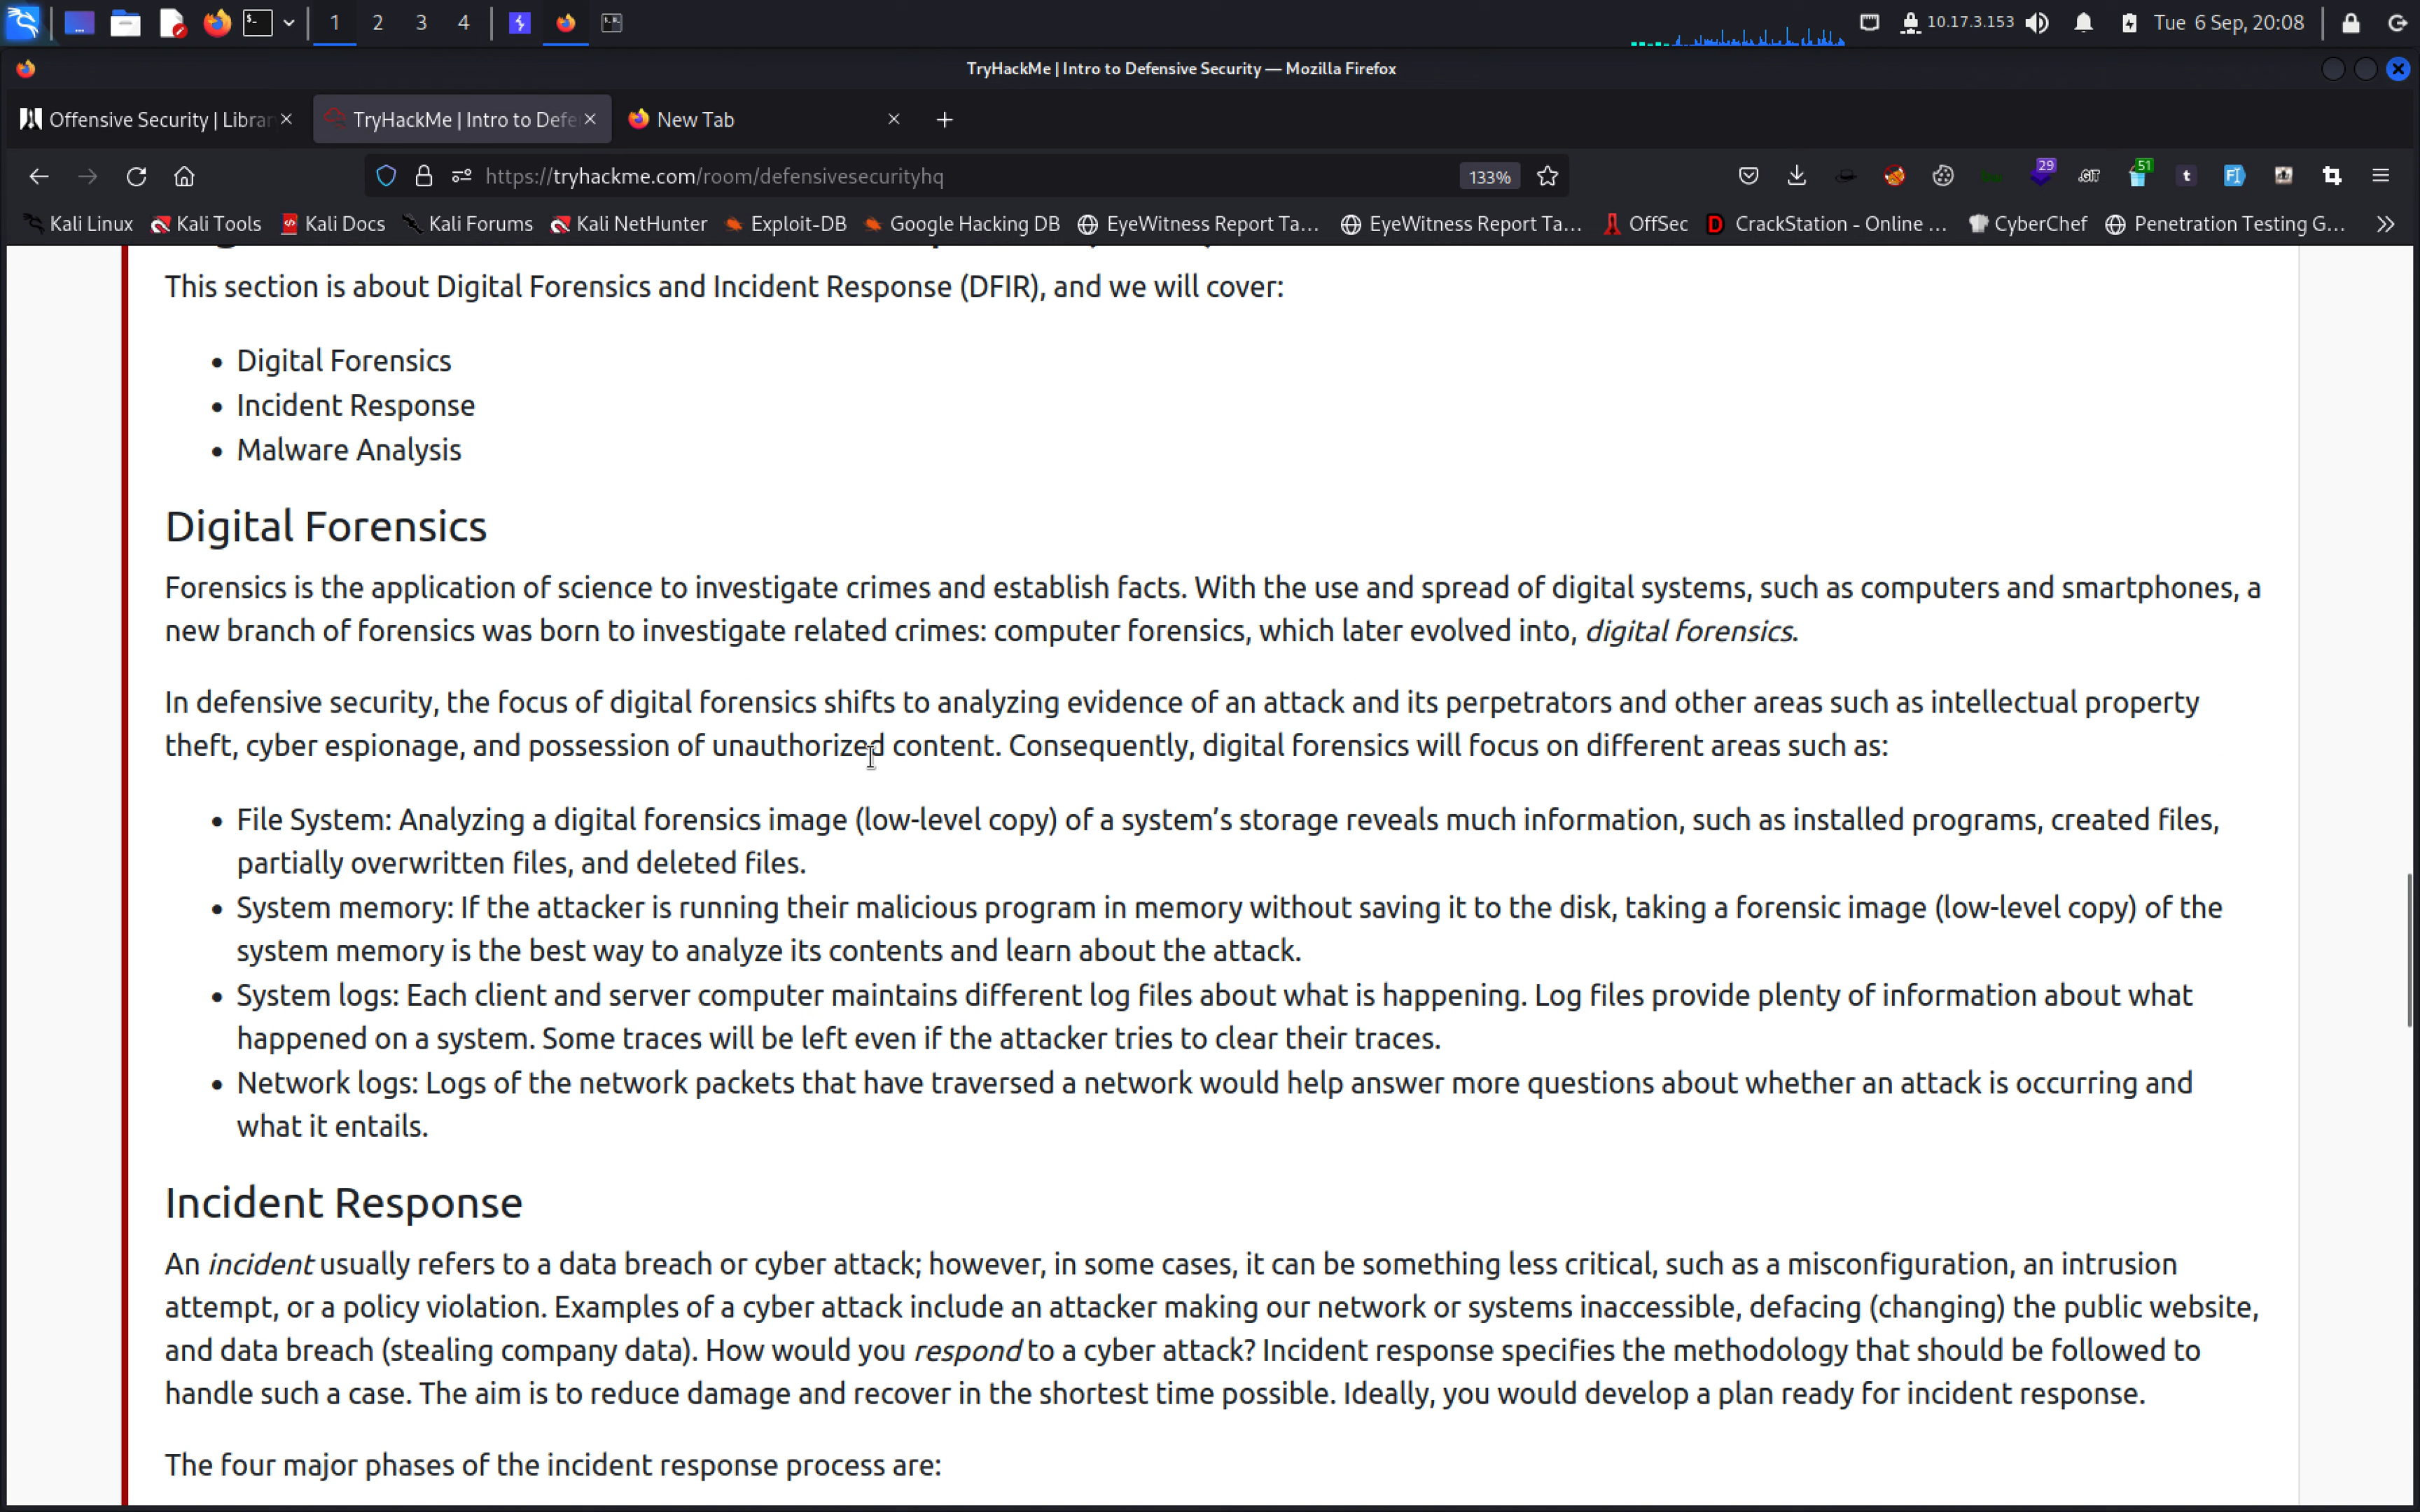 1 2 3 4 10.17.3.153 Tue 6 Sep, 20:08
TryHackMe | Intro to Defensive Security — Mozilla Firefox
Offensive Security | Librar TryHackMe | Intro to Defe New Tab
https://tryhackme.com/room/defensivesecurityhq 133% 29 .GIT 51 t
Kali Linux Kali Tools Kali Docs Kali Forums Kali NetHunter Exploit-DB Google Hacking DB EyeWitness Report Ta... EyeWitness Report Ta... OffSec CrackStation - Online ... CyberChef Penetration Testing G...
This section is about Digital Forensics and Incident Response (DFIR), and we will cover:
• Digital Forensics
• Incident Response
• Malware Analysis
Digital Forensics
Forensics is the application of science to investigate crimes and establish facts. With the use and spread of digital systems, such as computers and smartphones, a
new branch of forensics was born to investigate related crimes: computer forensics, which later evolved into, digital forensics.
In defensive security, the focus of digital forensics shifts to analyzing evidence of an attack and its perpetrators and other areas such as intellectual property
theft, cyber espionage, and possession of unauthorized content. Consequently, digital forensics will focus on different areas such as:
• File System: Analyzing a digital forensics image (low-level copy) of a system’s storage reveals much information, such as installed programs, created files,
partially overwritten files, and deleted files.
• System memory: If the attacker is running their malicious program in memory without saving it to the disk, taking a forensic image (low-level copy) of the
system memory is the best way to analyze its contents and learn about the attack.
• System logs: Each client and server computer maintains different log files about what is happening. Log files provide plenty of information about what
happened on a system. Some traces will be left even if the attacker tries to clear their traces.
• Network logs: Logs of the network packets that have traversed a network would help answer more questions about whether an attack is occurring and
what it entails.
Incident Response
An incident usually refers to a data breach or cyber attack; however, in some cases, it can be something less critical, such as a misconfiguration, an intrusion
attempt, or a policy violation. Examples of a cyber attack include an attacker making our network or systems inaccessible, defacing (changing) the public website,
and data breach (stealing company data). How would you respond to a cyber attack? Incident response specifies the methodology that should be followed to
handle such a case. The aim is to reduce damage and recover in the shortest time possible. Ideally, you would develop a plan ready for incident response.
The four major phases of the incident response process are: